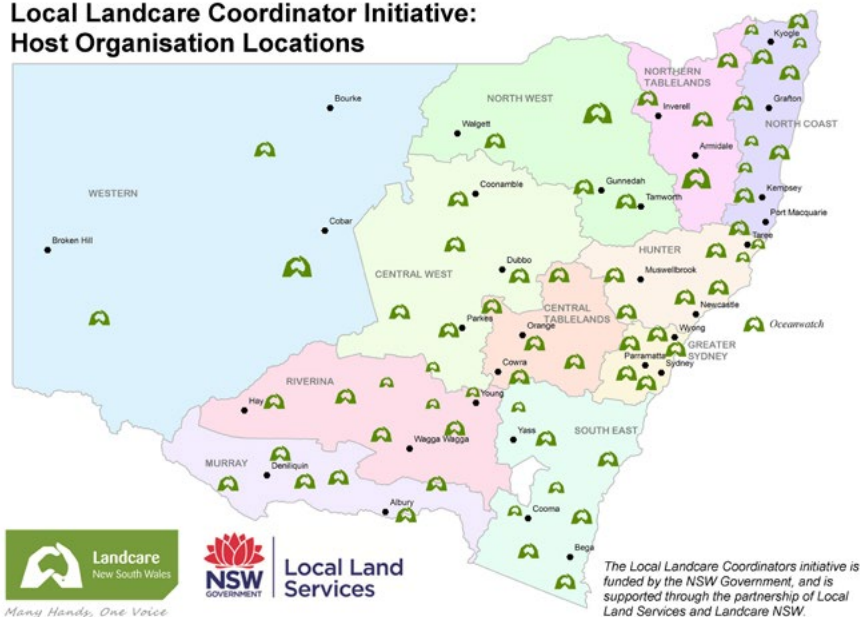 Local Landcare Coordinator Initiative:
Host Organisation Locations
Kyogle
NORTHERN
TABLELANDS
Bourke
NORTH WEST
Inverell
Grafton
NORTH COAST
Walgett
Armidale
WESTERN
Coonamble
Gunnedah
Tamworth
Kempsey
Port Macquarie
Cobar
Broken Hill
Taree
HUNTER
Dubbo
Muswellbrook
CENTRAL WEST
CENTRAL
TABLELANDS
Newcastle
Parkes
Orange
Wyong
Oceanwatch
GREATER
SYDNEY
Parramatta
Sydney
Cowra
RIVERINA
Young
Hay
Yass
SOUTH EAST
Wagga Wagga
MURRAY
Deniliquin
Albury
Cooma
Bega
Landcare
New South Wales
Many Hands, One Voice
NSW
GOVERNMENT
Local Land
Services
The Local Landcare Coordinators initiative is
funded by the NSW Government, and is
supported through the partnership of Local
Land Services and Landcare NSW.